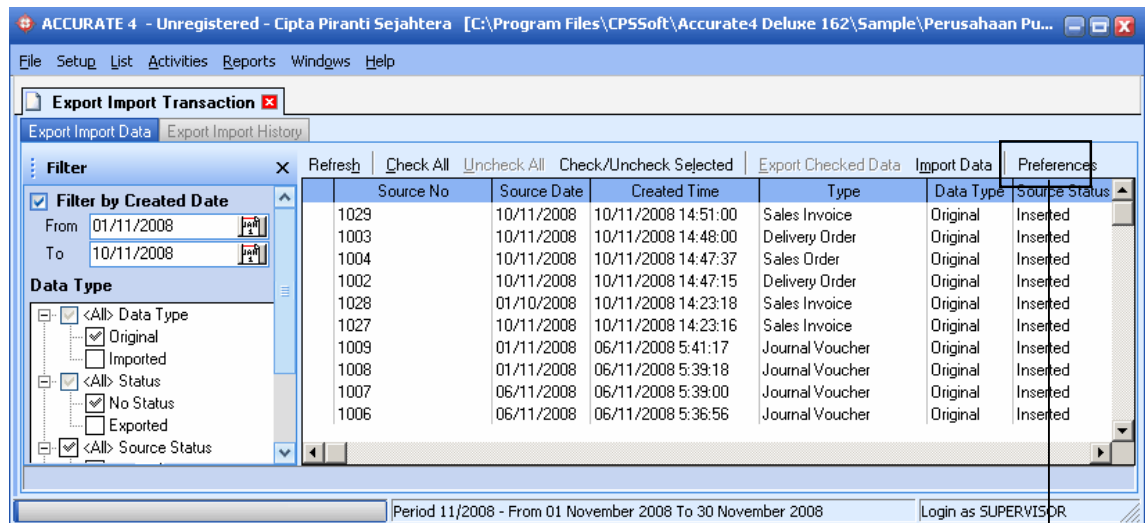 ACCURATE 4 - Unregistered - Cipta Piranti Sejahtera [C:\Program Files\CPSSoft\Accurate4 Deluxe 162\Sample\Perusahaan Pu...
File Setup List Activities Reports Windows Help
Export Import Transaction
Export Import Data Export Import History
Filter
Filter by Created Date
From 01/11/2008
To 10/11/2008
Data Type
<All> Data Type
Original
Imported
<All> Status
No Status
Exported
<All> Source Status
Refresh Check All Uncheck All Check/Uncheck Selected Export Checked Data Import Data Preferences
Source No Source Date Created Time Type Data Type Source Status
1029 10/11/2008 10/11/2008 14:51:00 Sales Invoice Original Inserted
1003 10/11/2008 10/11/2008 14:48:00 Delivery Order Original Inserted
1004 10/11/2008 10/11/2008 14:47:37 Sales Order Original Inserted
1002 10/11/2008 10/11/2008 14:47:15 Delivery Order Original Inserted
1028 01/10/2008 10/11/2008 14:23:18 Sales Invoice Original Inserted
1027 10/11/2008 10/11/2008 14:23:16 Sales Invoice Original Inserted
1009 01/11/2008 06/11/2008 5:41:17 Journal Voucher Original Inserted
1008 01/11/2008 06/11/2008 5:39:18 Journal Voucher Original Inserted
1007 06/11/2008 06/11/2008 5:39:00 Journal Voucher Original Inserted
1006 06/11/2008 06/11/2008 5:36:56 Journal Voucher Original Inserted
Period 11/2008 - From 01 November 2008 To 30 November 2008 Login as SUPERVISOR